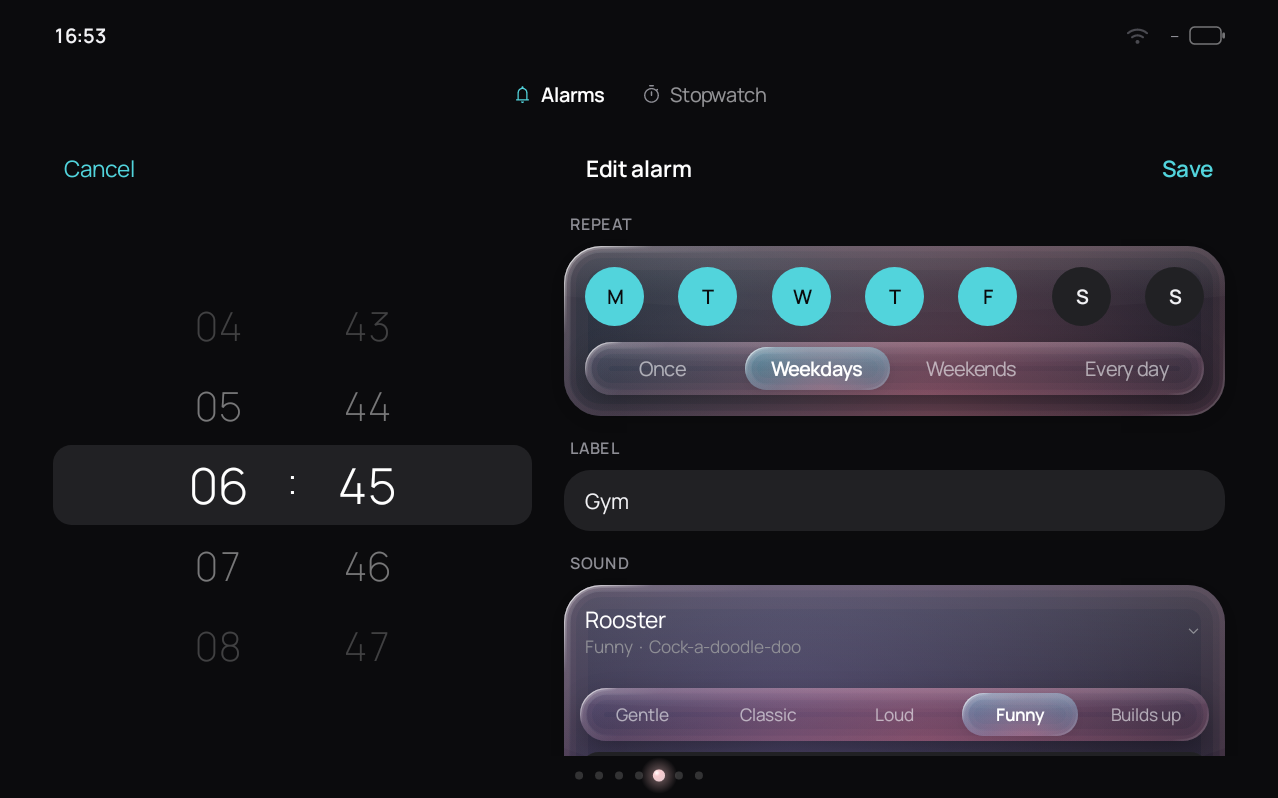 16:53
–
Alarms Stopwatch
Cancel Edit alarm Save
04 43
05 44
06 : 45
07 46
08 47
REPEAT
M T W T F S S
Once Weekdays Weekends Every day
LABEL
Gym
SOUND
Rooster
Funny · Cock-a-doodle-doo
Gentle Classic Loud Funny Builds up